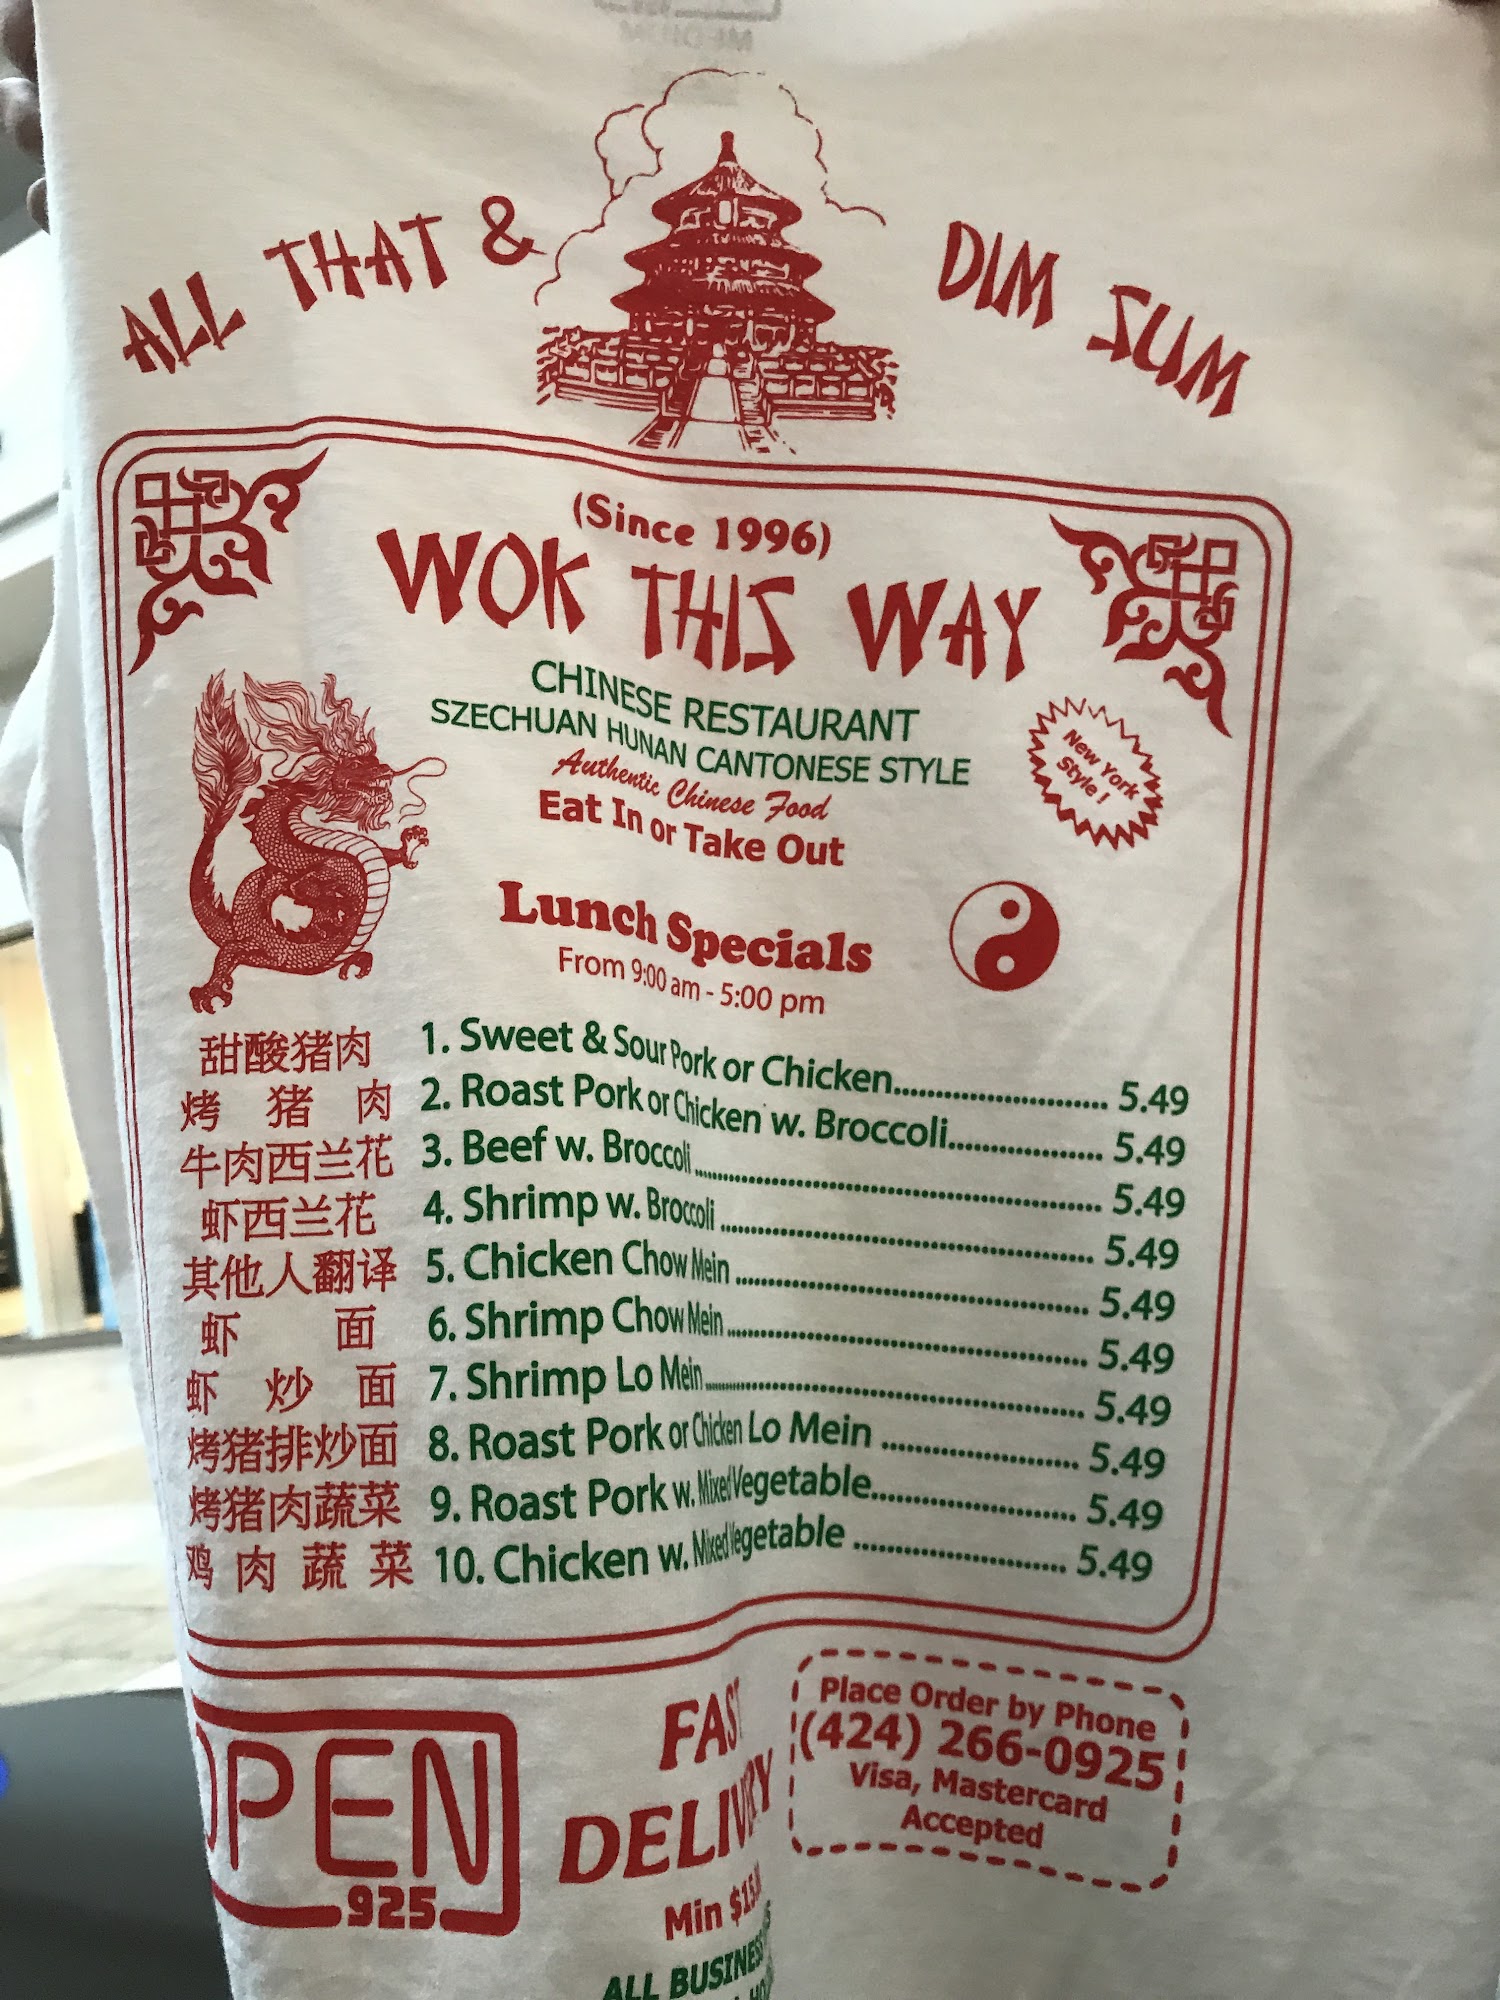 MEDIUM
ALL THAT & DIM SUM
(Since 1996)
WOK THIS WAY
CHINESE RESTAURANT
SZECHUAN HUNAN CANTONESE STYLE
Authentic Chinese Food
Eat In or Take Out
New York
Style !
Lunch Specials
From 9:00 am - 5:00 pm
甜酸猪肉 1. Sweet & Sour Pork or Chicken 5.49
烤猪肉 2. Roast Pork or Chicken w. Broccoli 5.49
牛肉西兰花 3. Beef w. Broccoli 5.49
虾西兰花 4. Shrimp w. Broccoli 5.49
其他人翻译 5. Chicken Chow Mein 5.49
虾面 6. Shrimp Chow Mein 5.49
虾炒面 7. Shrimp Lo Mein 5.49
烤猪排炒面 8. Roast Pork or Chicken Lo Mein 5.49
烤猪肉蔬菜 9. Roast Pork w. Mixed Vegetable 5.49
鸡肉蔬菜 10. Chicken w. Mixed Vegetable 5.49
OPEN
925
FAST
DELIVERY
Min
ALL BUSINESS
Place Order by Phone
(424) 266-0925
Visa, Mastercard
Accepted